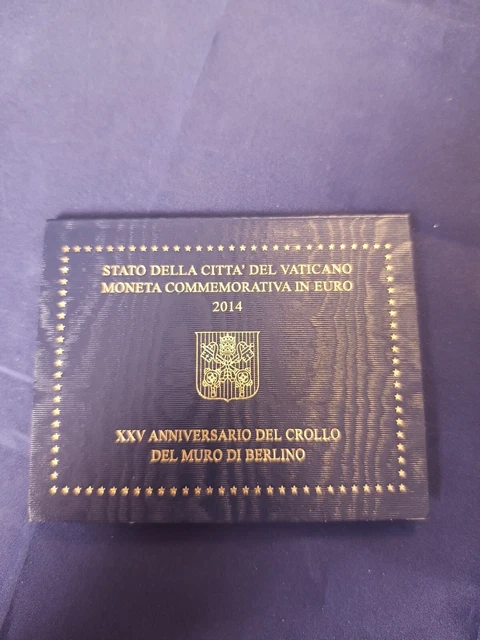 STATO DELLA CITTA' DEL VATICANO
MONETA COMMEMORATIVA IN EURO
2014
XXV ANNIVERSARIO DEL CROLLO
DEL MURO DI BERLINO